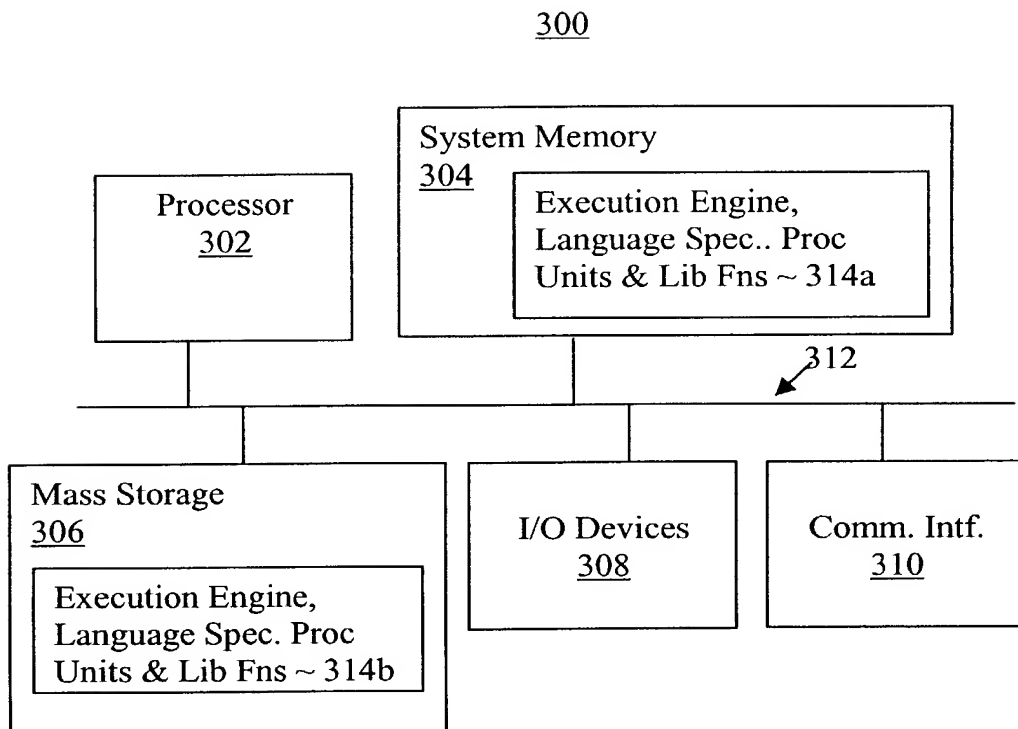 300
System Memory
304
Execution Engine,
Language Spec.. Proc
Units & Lib Fns ~ 314a
Processor
302
312
Mass Storage
306
Execution Engine,
Language Spec. Proc
Units & Lib Fns ~ 314b
I/O Devices
308
Comm. Intf.
310